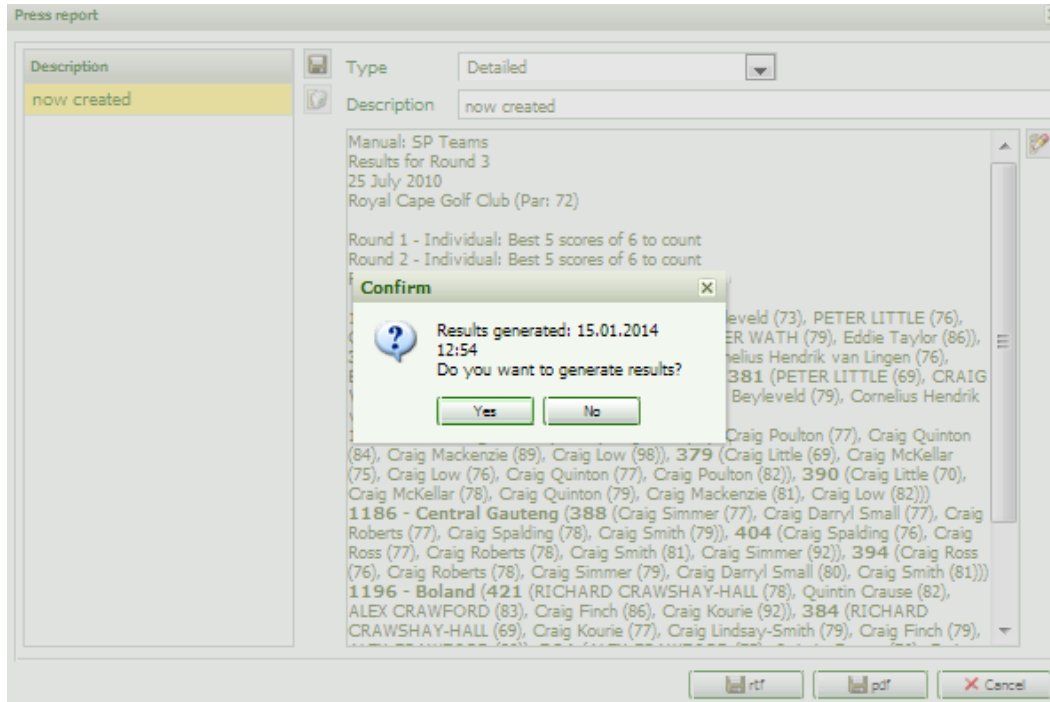 Press report
Description
now created
Type
Detailed
Description
now created
Manual: SP Teams
Results for Round 3
25 July 2010
Royal Cape Golf Club (Par: 72)
Round 1 - Individual: Best 5 scores of 6 to count
Round 2 - Individual: Best 5 scores of 6 to count
Confirm
Results generated: 15.01.2014
12:54
Do you want to generate results?
Yes
No
eveld (73), PETER LITTLE (76),
ER WATH (79), Eddie Taylor (86)),
nelius Hendrik van Lingen (76),
381 (PETER LITTLE (69), CRAIG
Beyleveld (79), Cornelius Hendrik
Craig Poulton (77), Craig Quinton
(84), Craig Mackenzie (89), Craig Low (98)), 379 (Craig Little (69), Craig McKellar
(75), Craig Low (76), Craig Quinton (77), Craig Poulton (82)), 390 (Craig Little (70),
Craig McKellar (78), Craig Quinton (79), Craig Mackenzie (81), Craig Low (82)))
1186 - Central Gauteng (388 (Craig Simmer (77), Craig Darryl Small (77), Craig
Roberts (77), Craig Spalding (78), Craig Smith (79)), 404 (Craig Spalding (76), Craig
Ross (77), Craig Roberts (78), Craig Smith (81), Craig Simmer (92)), 394 (Craig Ross
(76), Craig Roberts (78), Craig Simmer (79), Craig Darryl Small (80), Craig Smith (81)))
1196 - Boland (421 (RICHARD CRAWSHAY-HALL (78), Quintin Crause (82),
ALEX CRAWFORD (83), Craig Finch (86), Craig Kourie (92)), 384 (RICHARD
CRAWSHAY-HALL (69), Craig Kourie (77), Craig Lindsay-Smith (79), Craig Finch (79),
rtf
pdf
Cancel